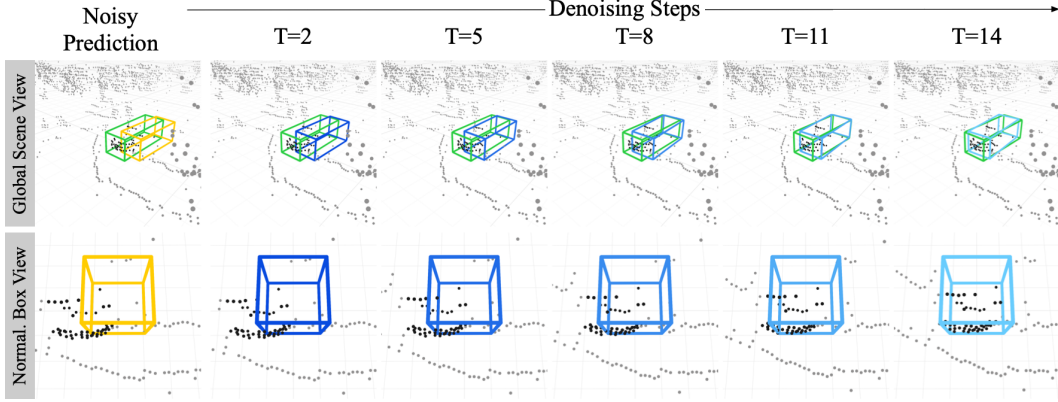 Denoising Steps
Noisy
Prediction
T=2
T=5
T=8
T=11
T=14
Global Scene View
Normal. Box View